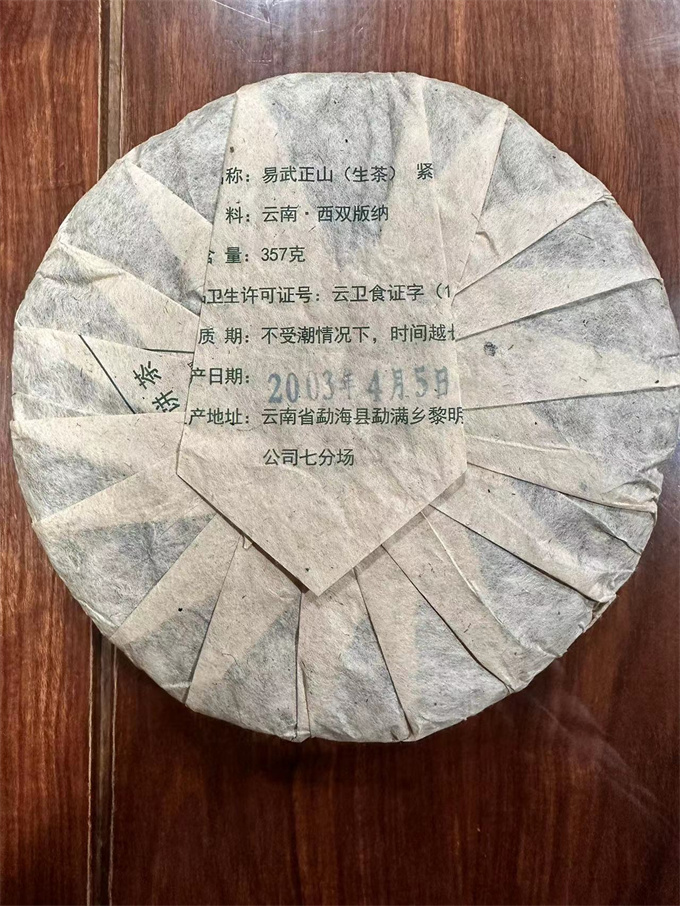 称：易武正山（生茶） 紧
料：云南·西双版纳
含 量：357克
卫生许可证号：云卫食证字（1
质 期：不受潮情况下，时间越长
产日期：2003年4月5日
产地址：云南省勐海县勐满乡黎明
公司七分场
茶